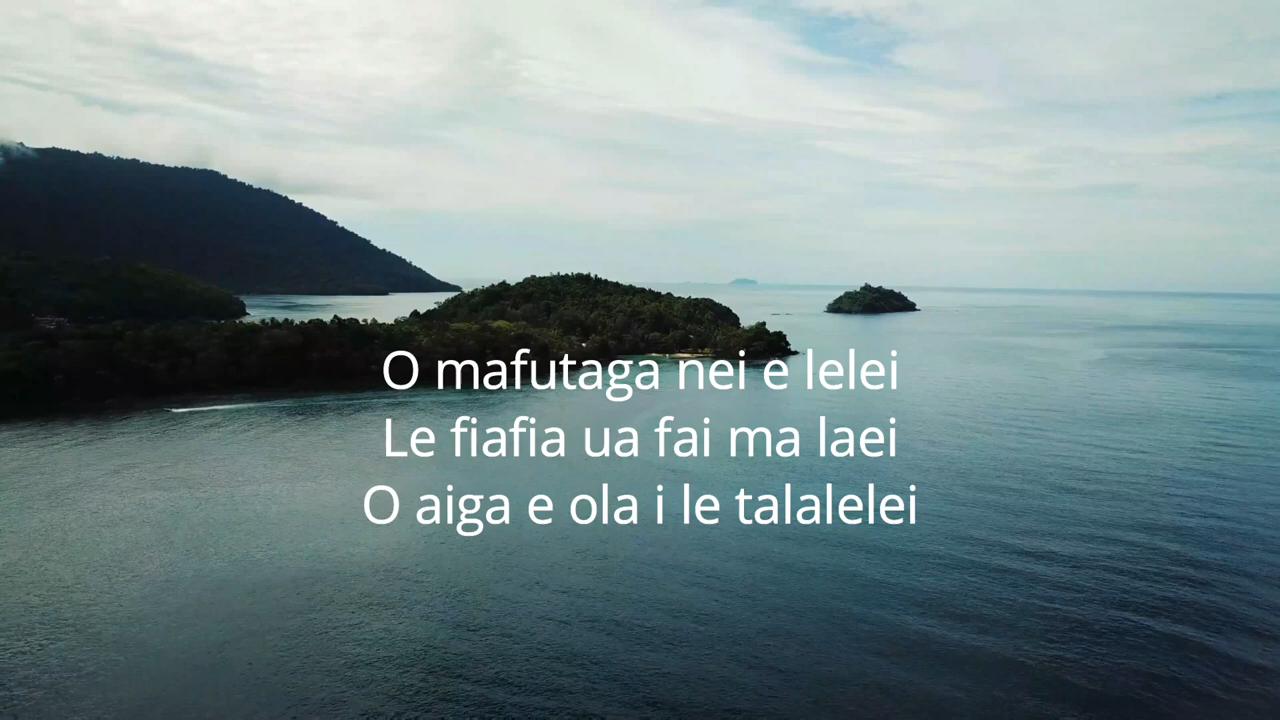 O mafutaga nei e lelei
Le fiafia ua fai ma laei
O aiga e ola i le talalelei